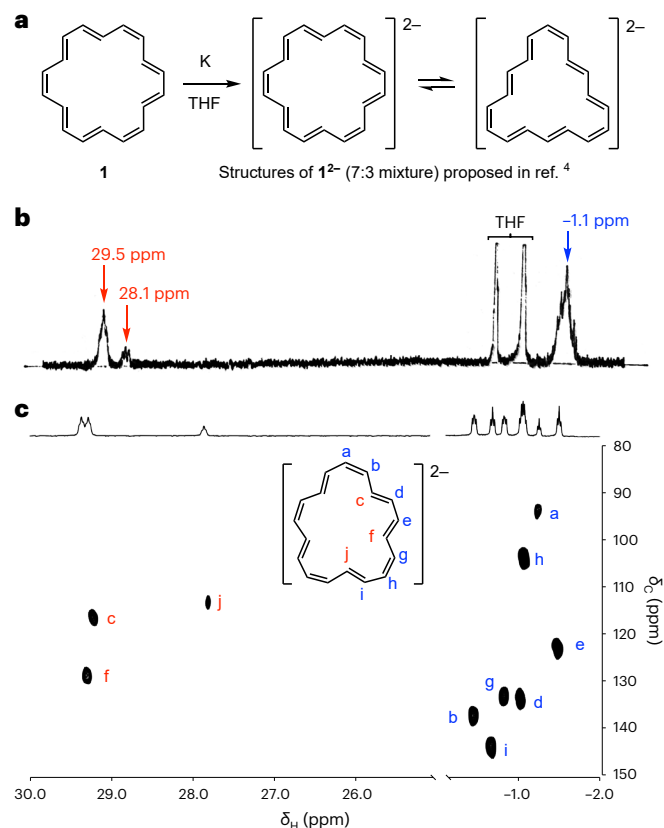 a
2–
2–
K
THF
1
Structures of 1²⁻ (7:3 mixture) proposed in ref. ⁴
b
THF
–1.1 ppm
29.5 ppm
28.1 ppm
c
80
90
100
110
120
130
140
150
δC (ppm)
2–
a
b
c
d
e
f
g
j
h
i
a
h
j
c
e
f
g
d
b
i
30.0
29.0
28.0
27.0
26.0
–1.0
–2.0
δH (ppm)